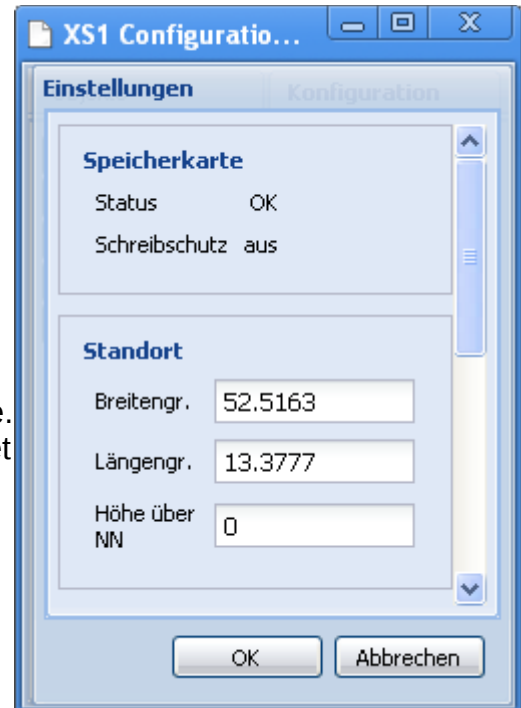 XS1 Configuratio...
Einstellungen
Konfiguration
Speicherkarte
Status OK
Schreibschutz aus
Standort
Breitengr. 52.5163
Längengr. 13.3777
Höhe über
NN 0
OK Abbrechen
e.
et